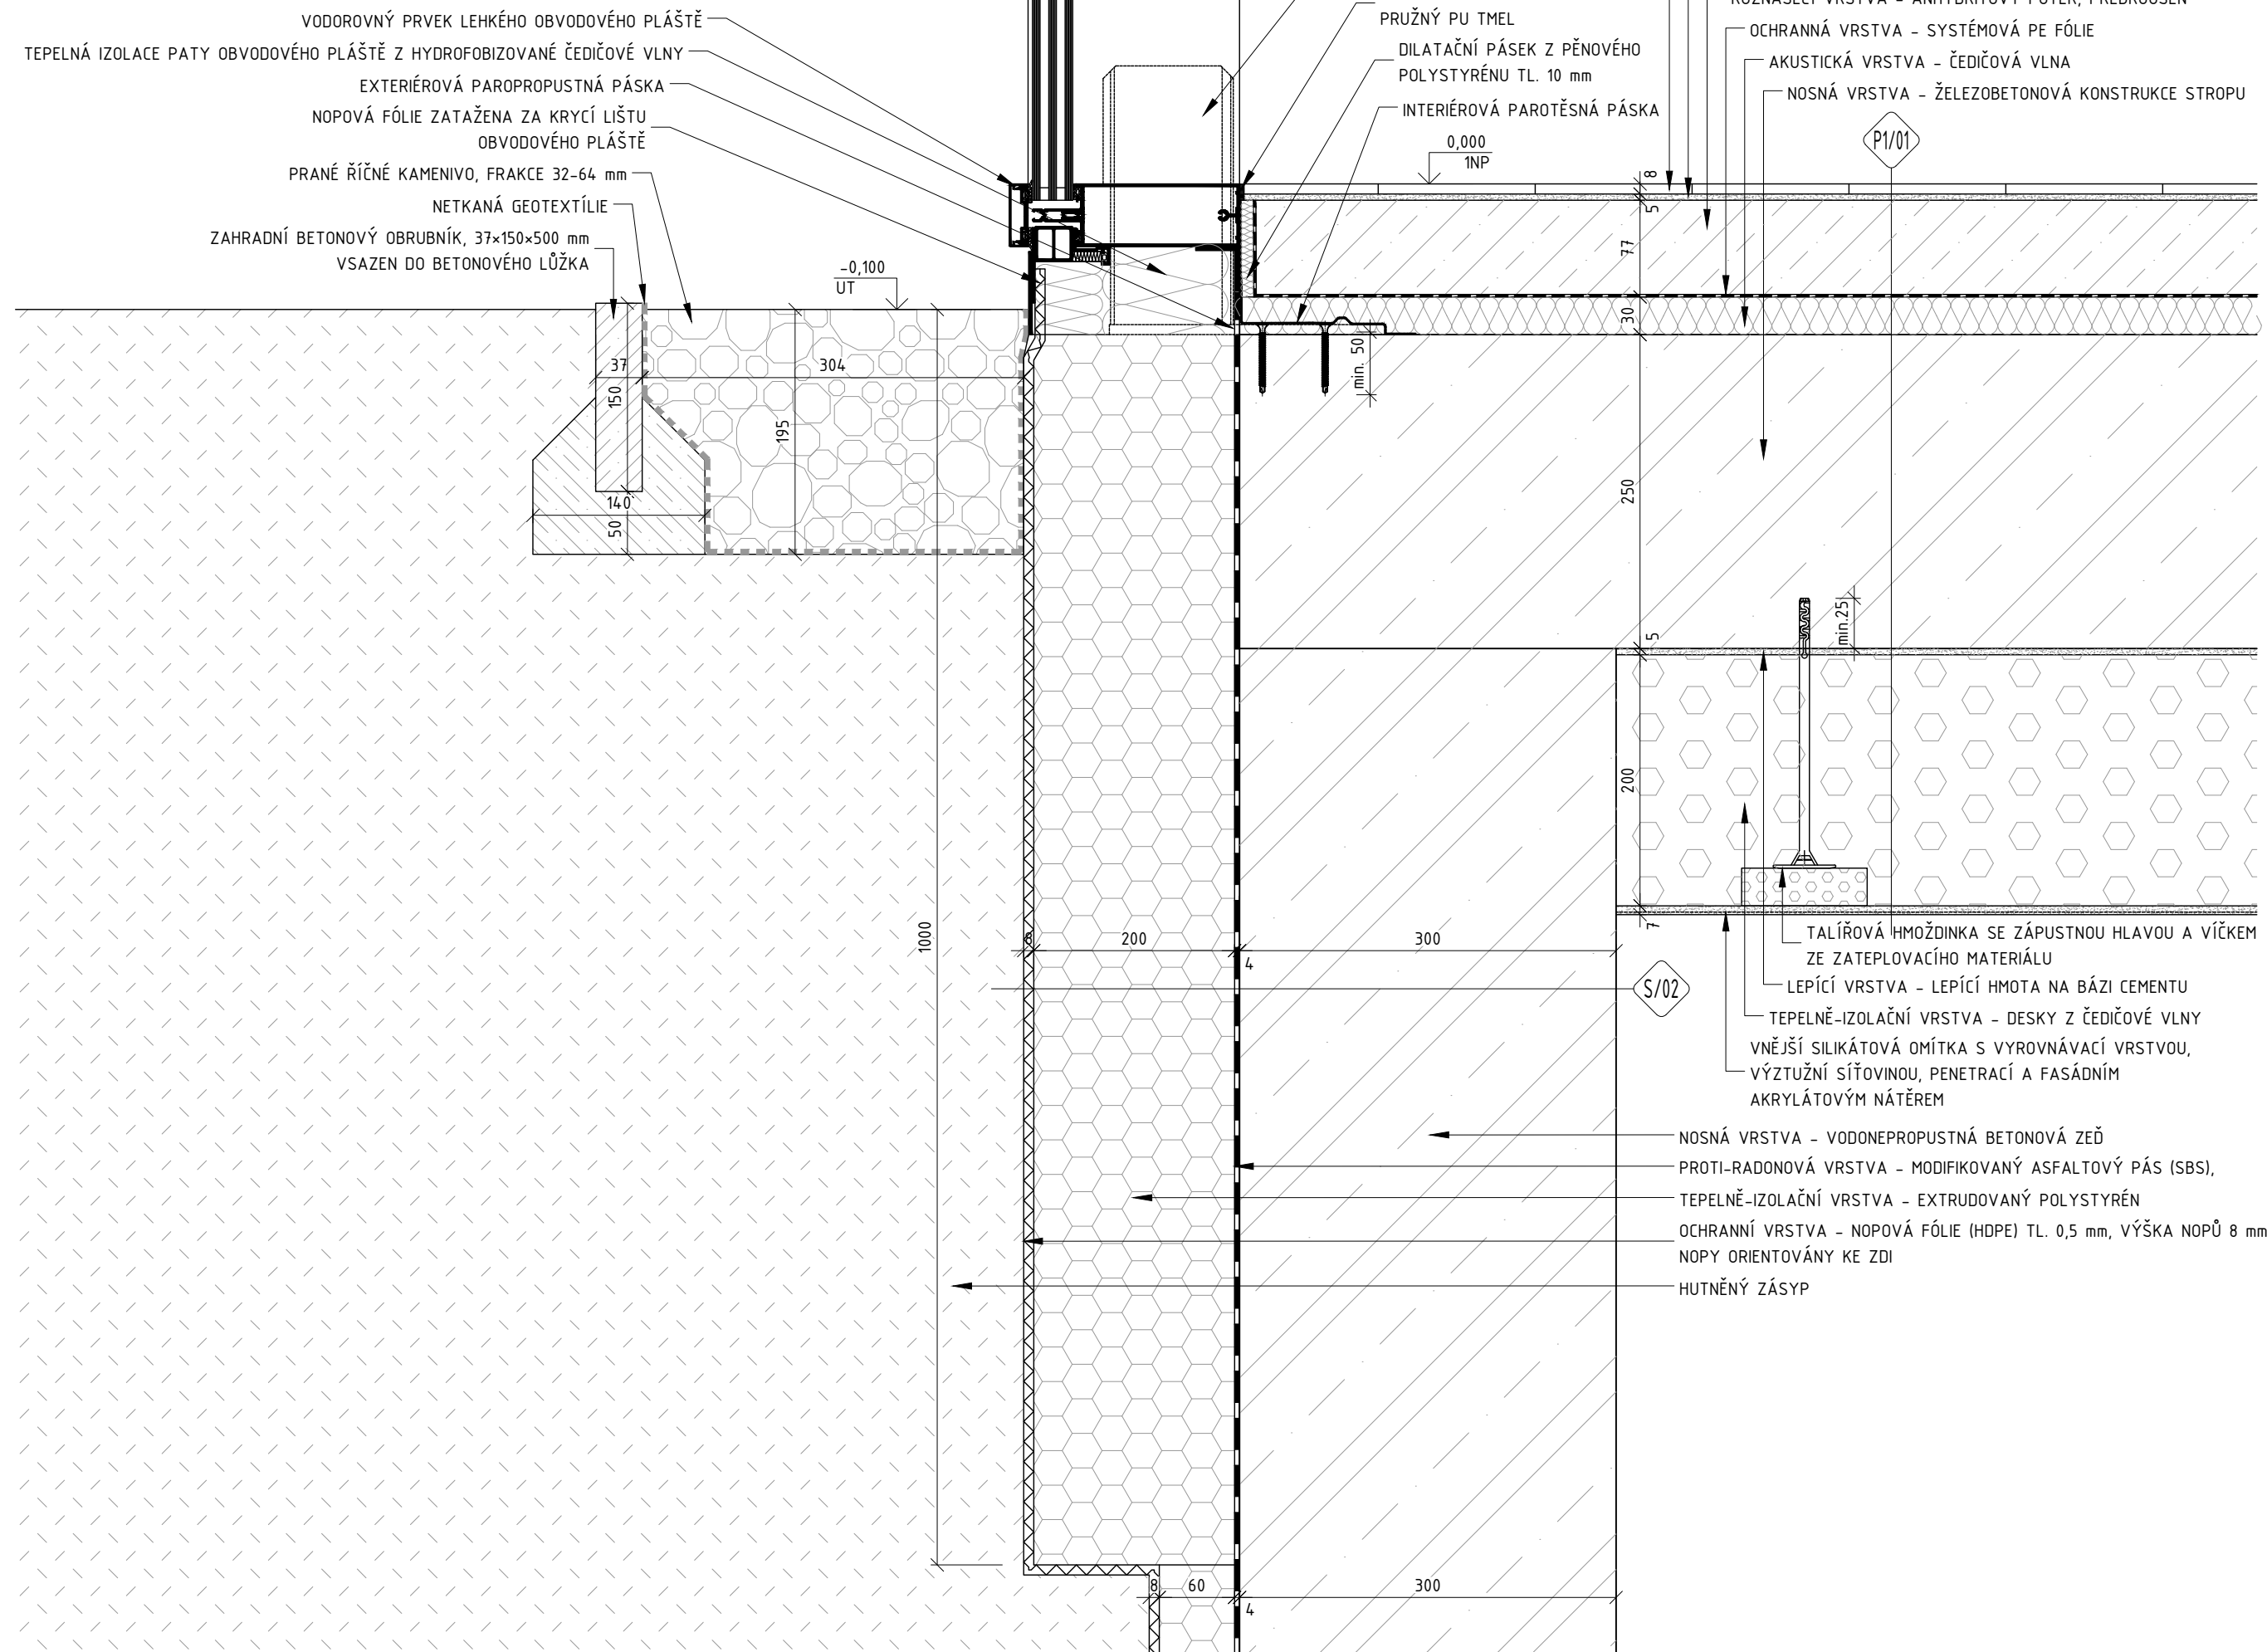 VODOROVNÝ PRVEK LEHKÉHO OBVODOVÉHO PLÁŠTĚ
TEPELNÁ IZOLACE PATY OBVODOVÉHO PLÁŠTĚ Z HYDROFOBIZOVANÉ ČEDIČOVÉ VLNY
EXTERIÉROVÁ PAROPROPUSTNÁ PÁSKA
NOPOVÁ FÓLIE ZATAŽENA ZA KRYCÍ LIŠTU
OBVODOVÉHO PLÁŠTĚ
PRANÉ ŘÍČNÉ KAMENIVO, FRAKCE 32-64 mm
NETKANÁ GEOTEXTÍLIE
ZAHRADNÍ BETONOVÝ OBRUBNÍK, 37×150×500 mm
VSAZEN DO BETONOVÉHO LŮŽKA
PRUŽNÝ PU TMEL
DILATAČNÍ PÁSEK Z PĚNOVÉHO
POLYSTYRÉNU TL. 10 mm
INTERIÉROVÁ PAROTĚSNÁ PÁSKA
OCHRANNÁ VRSTVA - SYSTÉMOVÁ PE FÓLIE
AKUSTICKÁ VRSTVA - ČEDIČOVÁ VLNA
NOSNÁ VRSTVA - ŽELEZOBETONOVÁ KONSTRUKCE STROPU
P1/01
0,000
1NP
-0,100
UT
8
5
77
30
min. 50
250
5
min.25
200
7
37
304
150
195
140
50
1000
8
200
4
300
S/02
TALÍŘOVÁ HMOŽDINKA SE ZÁPUSTNOU HLAVOU A VÍČKEM
ZE ZATEPLOVACÍHO MATERIÁLU
LEPÍCÍ VRSTVA - LEPÍCÍ HMOTA NA BÁZI CEMENTU
TEPELNĚ-IZOLAČNÍ VRSTVA - DESKY Z ČEDIČOVÉ VLNY
VNĚJŠÍ SILIKÁTOVÁ OMÍTKA S VYROVNÁVACÍ VRSTVOU,
VÝZTUŽNÍ SÍŤOVINOU, PENETRACÍ A FASÁDNÍM
AKRYLÁTOVÝM NÁTĚREM
NOSNÁ VRSTVA - VODONEPROPUSTNÁ BETONOVÁ ZEĎ
PROTI-RADONOVÁ VRSTVA - MODIFIKOVANÝ ASFALTOVÝ PÁS (SBS),
TEPELNĚ-IZOLAČNÍ VRSTVA - EXTRUDOVANÝ POLYSTYRÉN
OCHRANNÍ VRSTVA - NOPOVÁ FÓLIE (HDPE) TL. 0,5 mm, VÝŠKA NOPŮ 8 mm
NOPY ORIENTOVÁNY KE ZDI
HUTNĚNÝ ZÁSYP
8
60
4
300